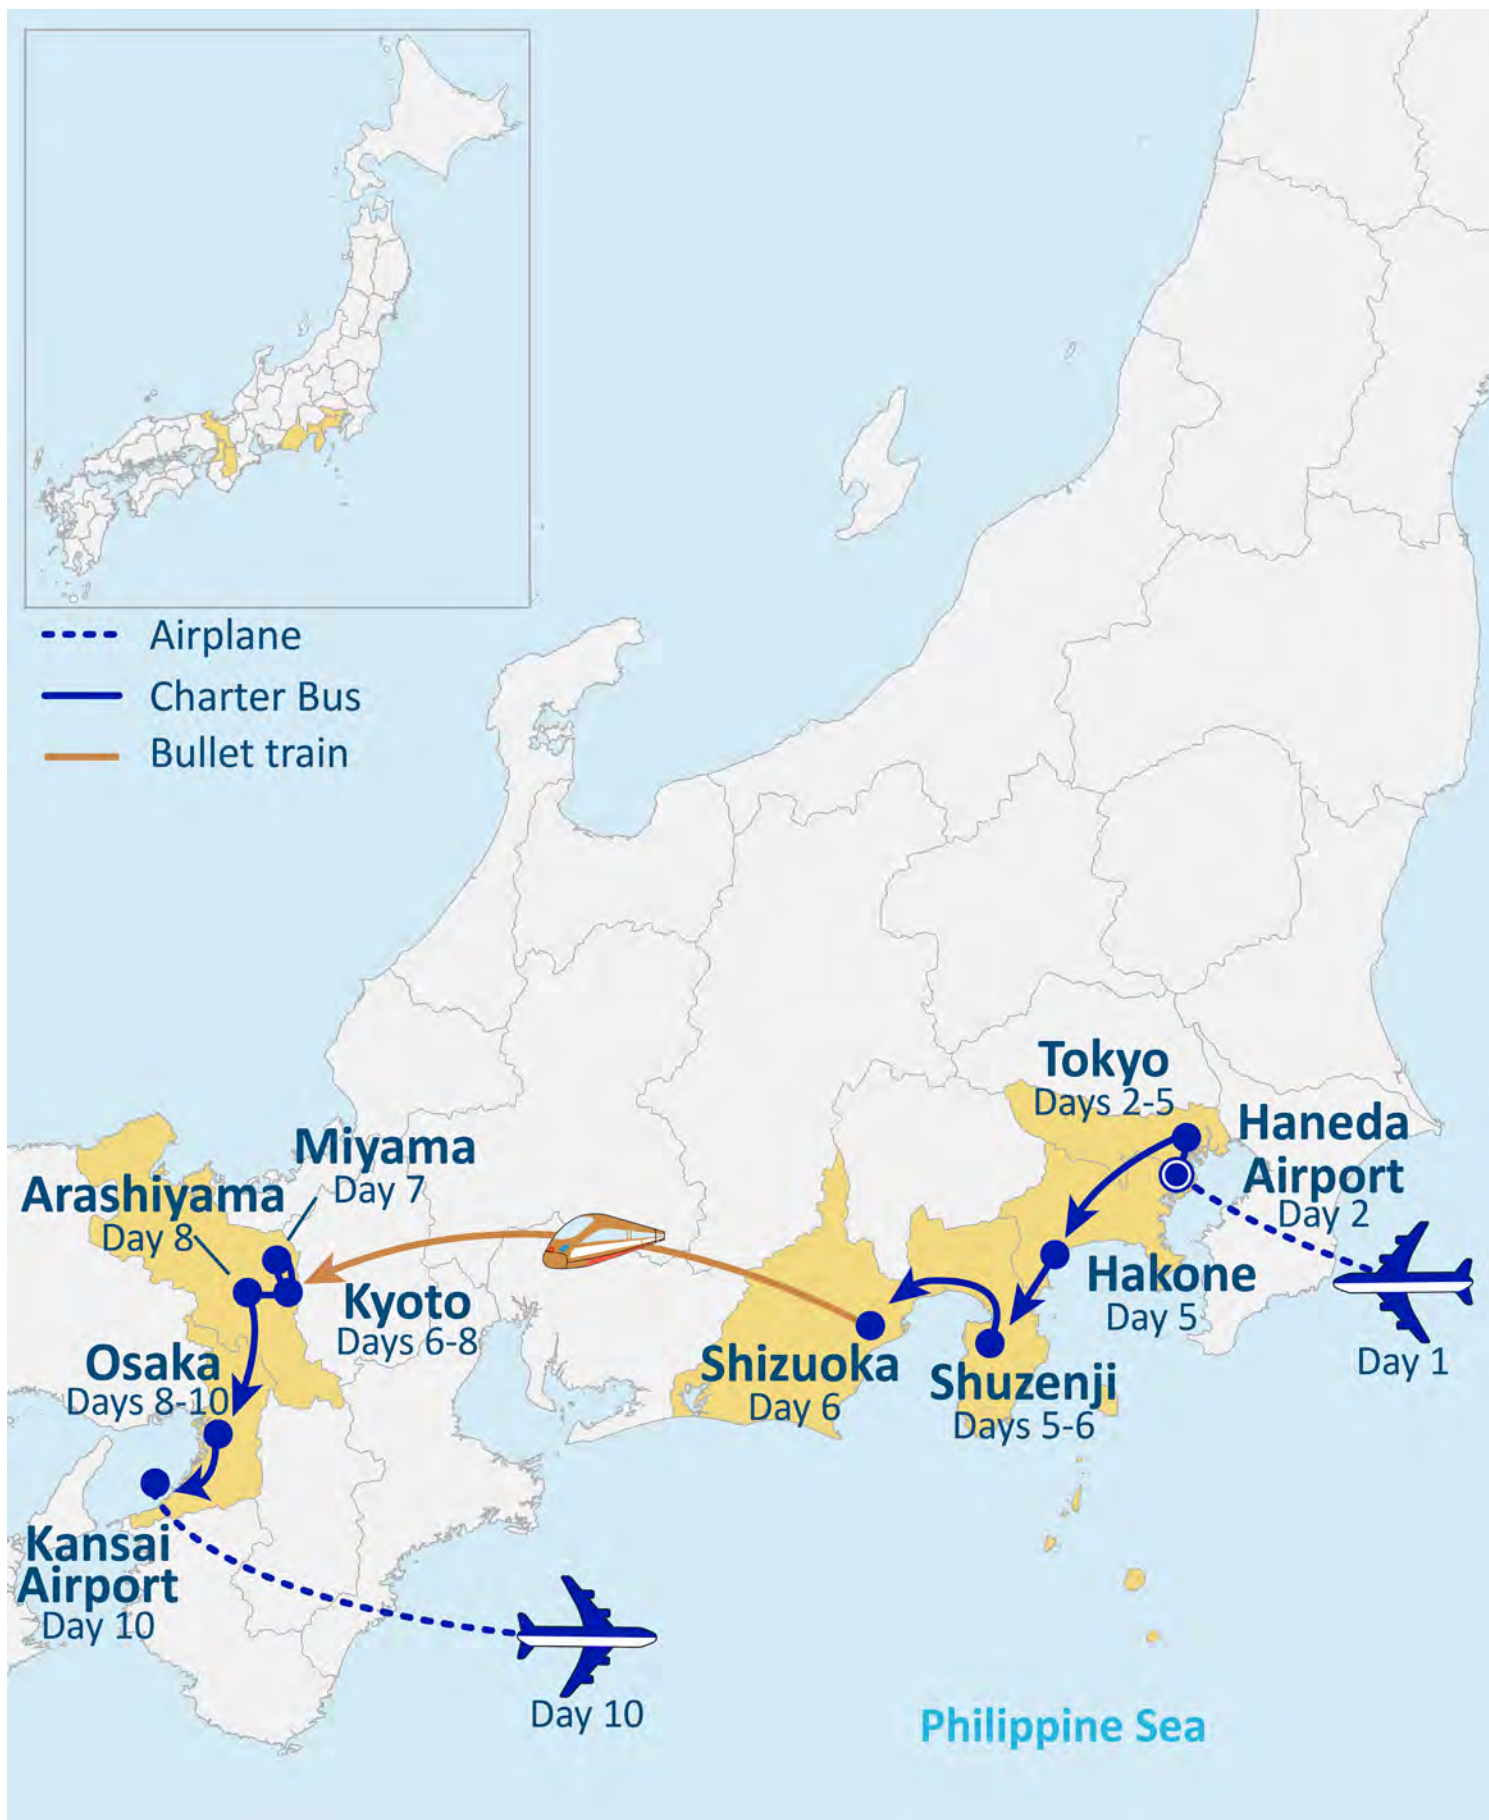 Airplane
Charter Bus
Bullet train
Tokyo
Days 2-5
Haneda
Airport
Day 2
Miyama
Day 7
Arashiyama
Day 8
Hakone
Day 5
Kyoto
Days 6-8
Day 1
Osaka
Days 8-10
Shizuoka
Day 6
Shuzenji
Days 5-6
Kansai
Airport
Day 10
Day 10
Philippine Sea